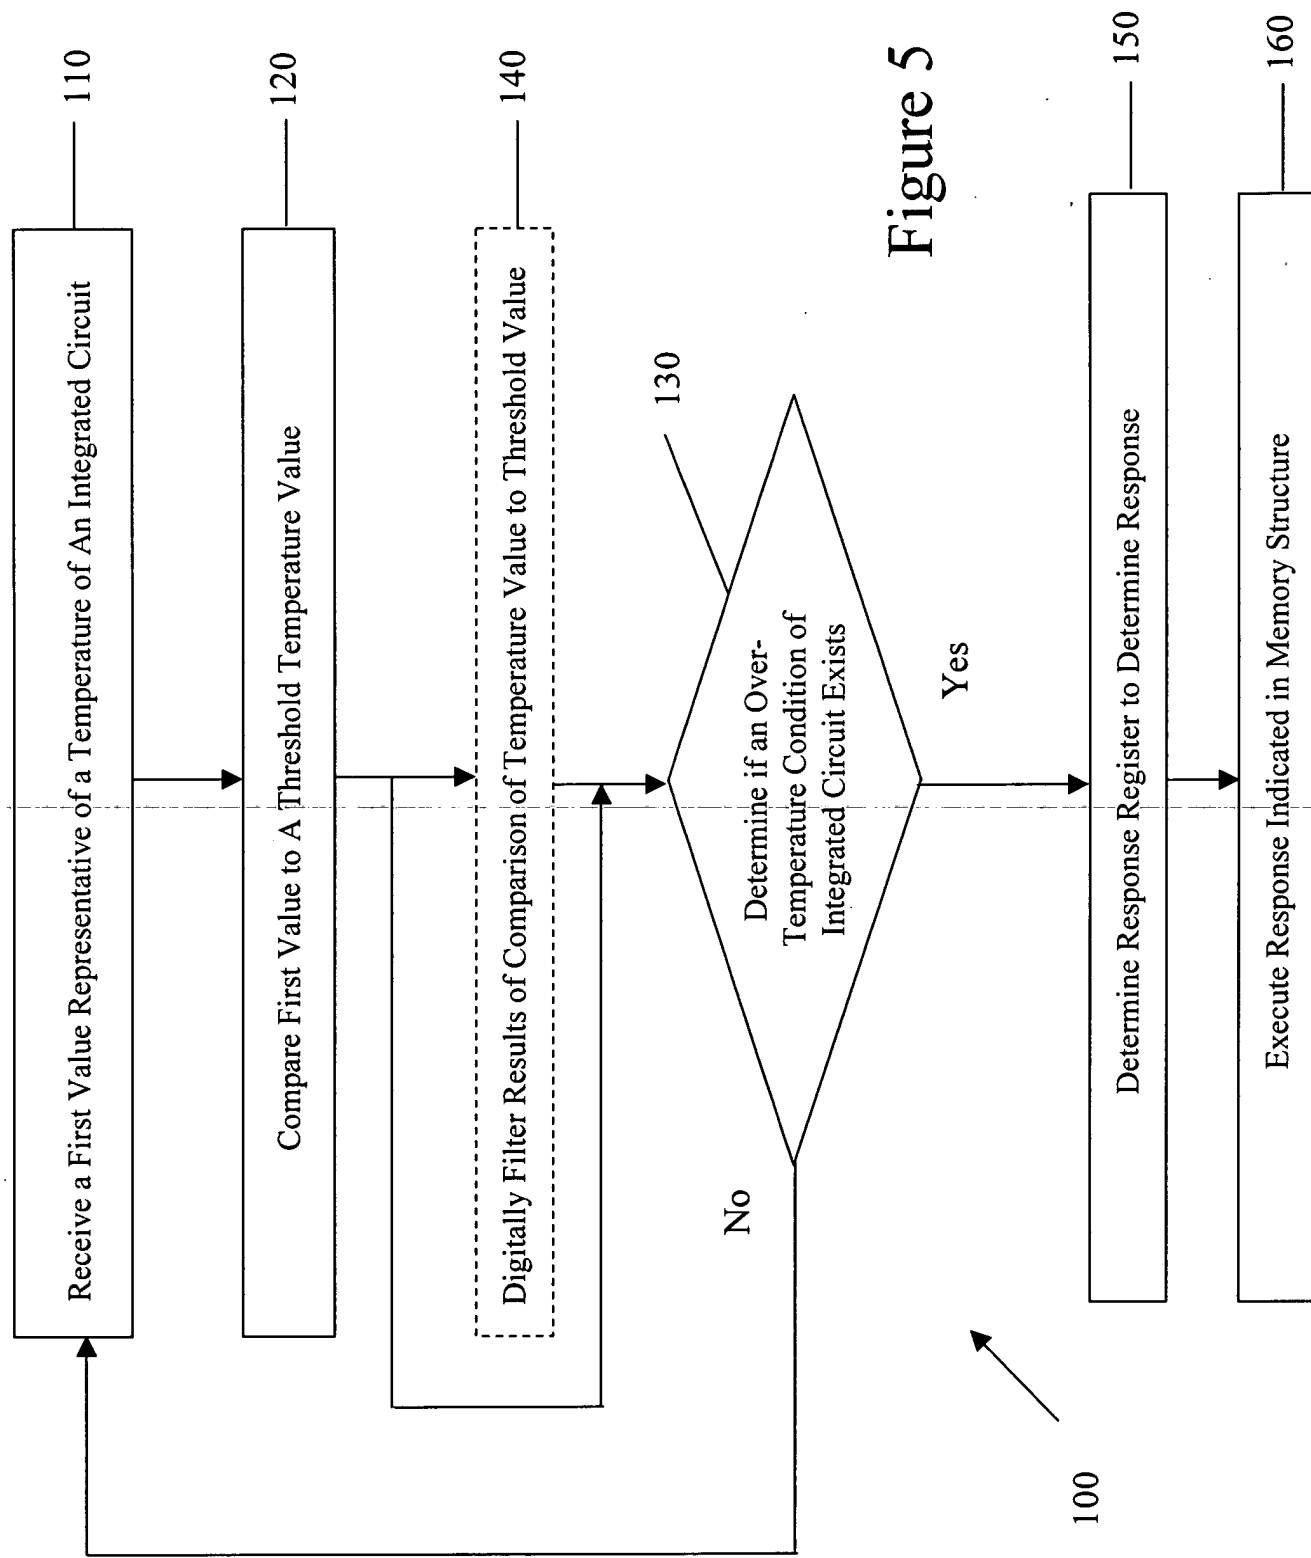 Receive a First Value Representative of a Temperature of An Integrated Circuit
110
Compare First Value to A Threshold Temperature Value
120
Digitally Filter Results of Comparison of Temperature Value to Threshold Value
140
130
Determine if an Over-
Temperature Condition of
Integrated Circuit Exists
No
Yes
Figure 5
Determine Response Register to Determine Response
150
Execute Response Indicated in Memory Structure
160
100